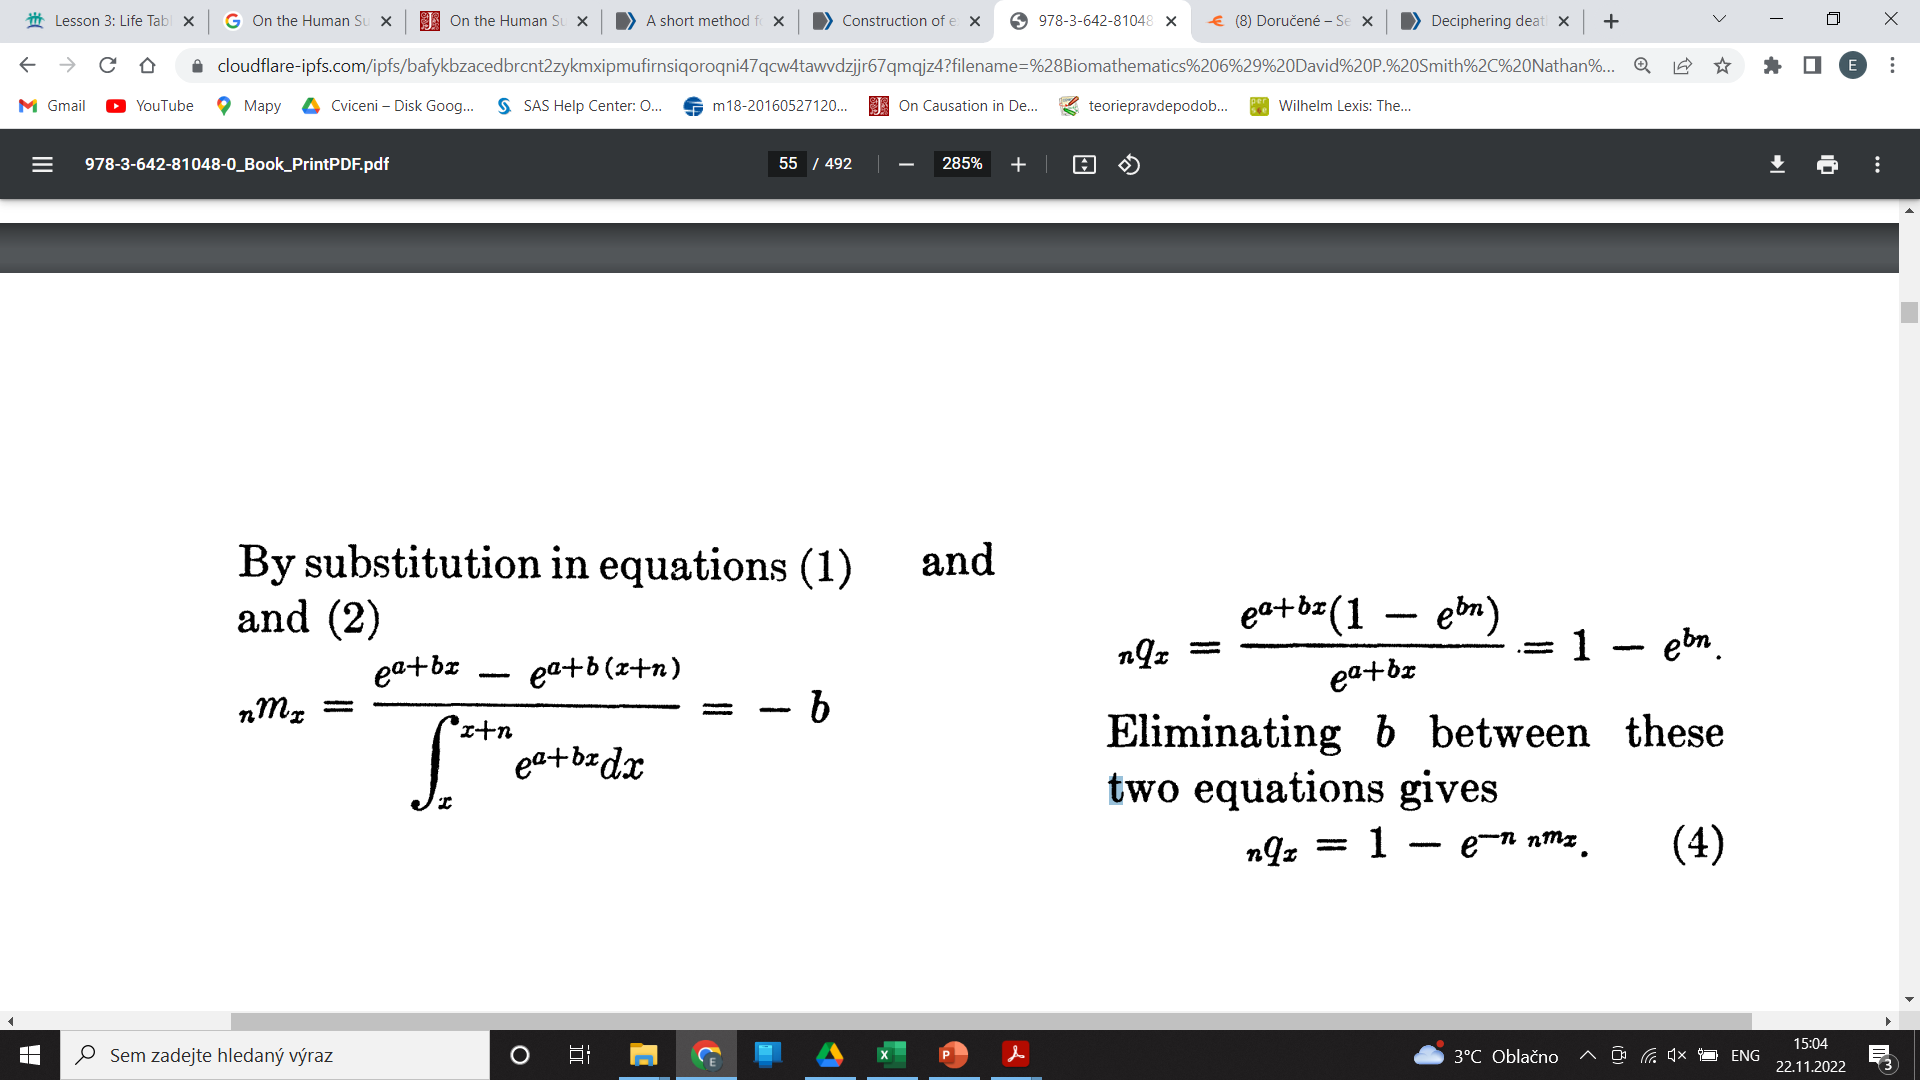 Lesson 3: Life Tab
On the Human Su
On the Human Su
A short method f
Construction of e
978-3-642-81048
(8) Doručené – Se
Deciphering deat
cloudflare-ipfs.com/ipfs/bafykbzacedbrcnt2zykmxipmufirnsiqoroqni47qcw4tawvdzjjr67qmqjz4?filename=%28Biomathematics%206%29%20David%20P.%20Smith%2C%20Nathan%...
E
Gmail
YouTube
Mapy
Cviceni – Disk Goog...
SAS Help Center: O...
m18-20160527120...
On Causation in De...
teoriepravdepodob...
Wilhelm Lexis: The...
978-3-642-81048-0_Book_PrintPDF.pdf
55 / 492
285%
By substitution in equations (1)
and (2)
ₙmₓ = (e^{a+bx} − e^{a+b(x+n)}) / (∫ₓ^{x+n} e^{a+bx}dx) = − b
and
ₙqₓ = (e^{a+bx}(1 − e^{bn})) / e^{a+bx} = 1 − e^{bn}.
Eliminating b between these
two equations gives
ₙqₓ = 1 − e^{−n ₙmₓ}. (4)
Sem zadejte hledaný výraz
3°C Oblačno
ENG
15:04
22.11.2022
3